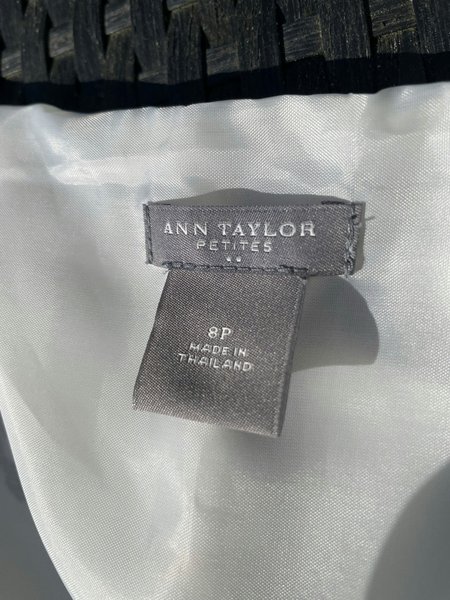 ANN TAYLOR
PETITES
8P
MADE IN
THAILAND